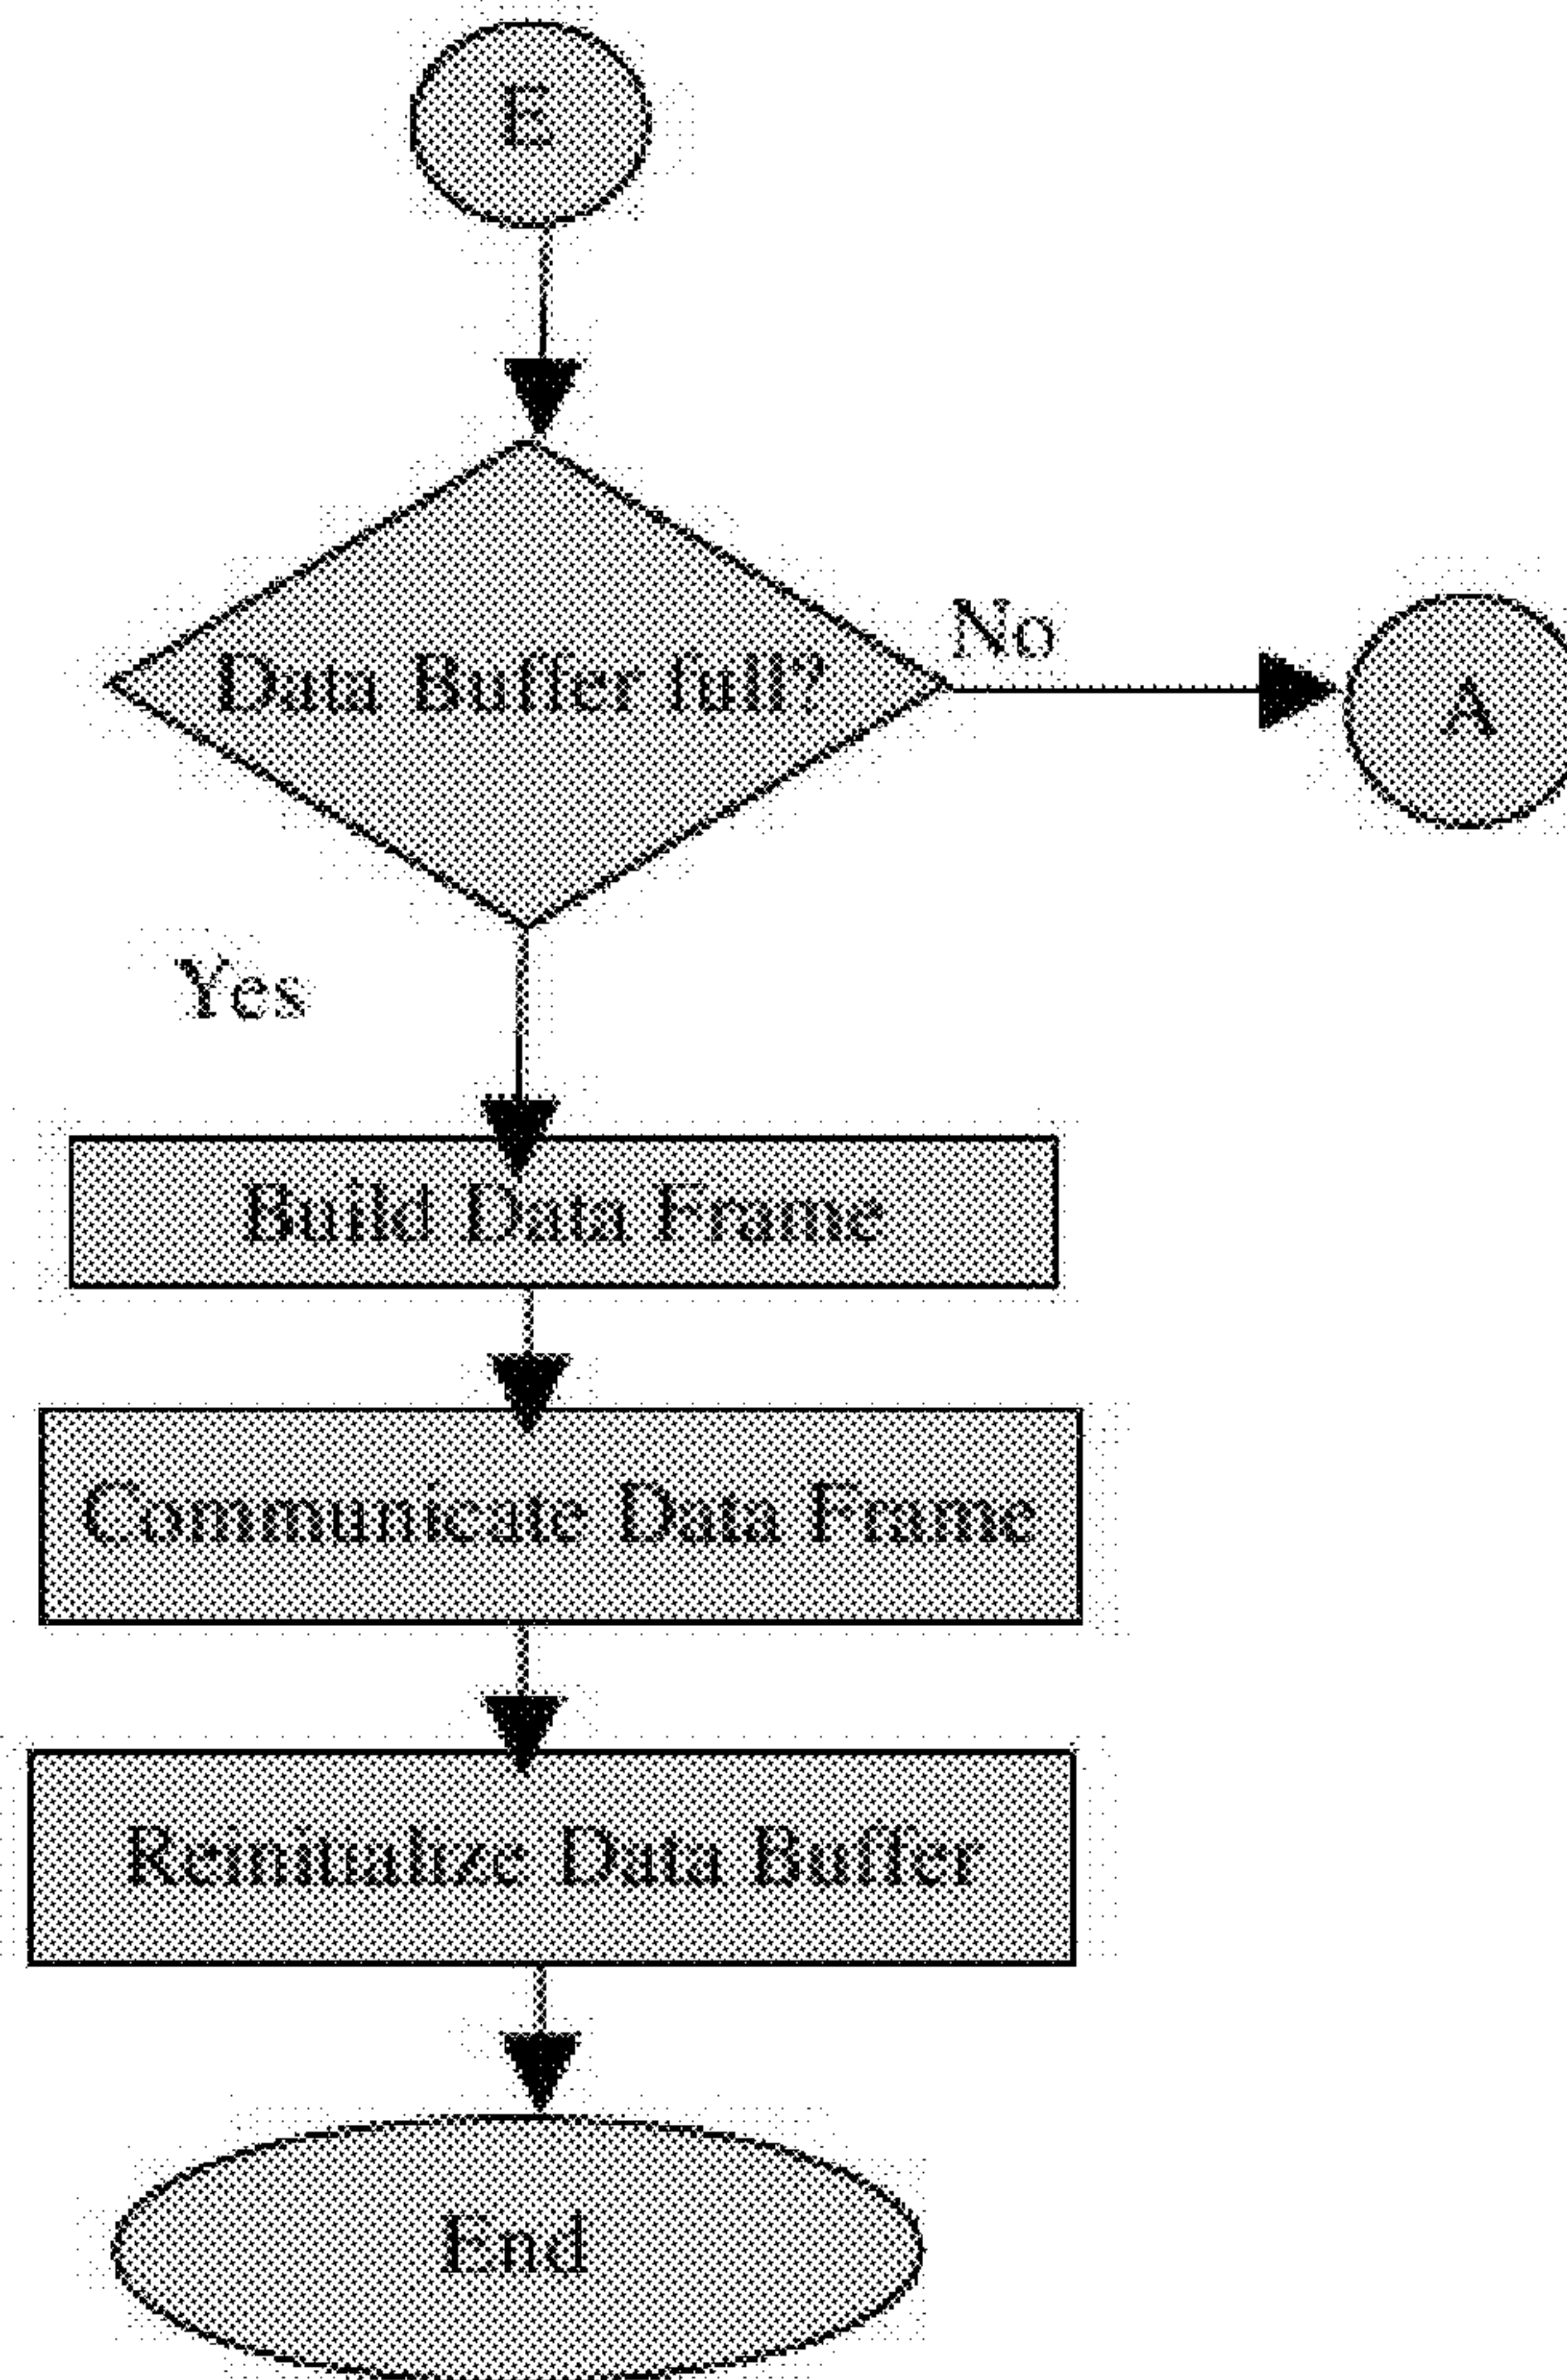 E
Data Buffer full?
No
A
Yes
Build Data Frame
Communicate Data Frame
Reinitialize Data Buffer
End